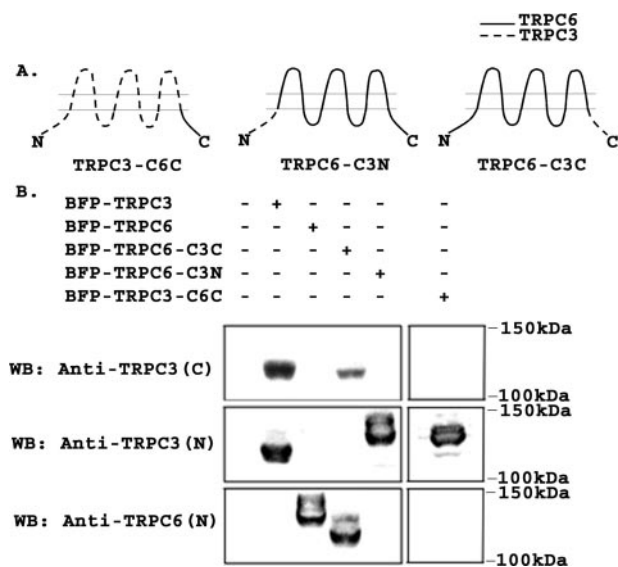 TRPC6
TRPC3
A.
N C N C N C
TRPC3-C6C TRPC6-C3N TRPC6-C3C
B.
BFP-TRPC3 - + - - - -
BFP-TRPC6 - - + - - -
BFP-TRPC6-C3C - - - + - -
BFP-TRPC6-C3N - - - - + -
BFP-TRPC3-C6C - - - - - +
-150kDa
WB: Anti-TRPC3(C)
-100kDa
-150kDa
WB: Anti-TRPC3(N)
-100kDa
-150kDa
WB: Anti-TRPC6(N)
-100kDa